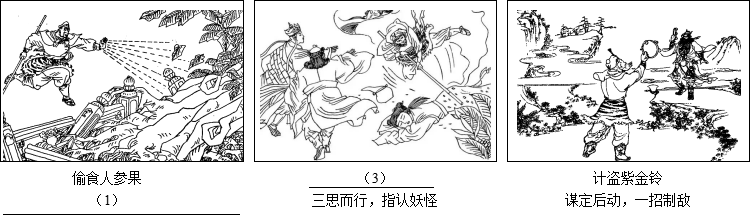 偷食人参果
（1）
（3）
三思而行，指认妖怪
计盗紫金铃
谋定后动，一招制敌